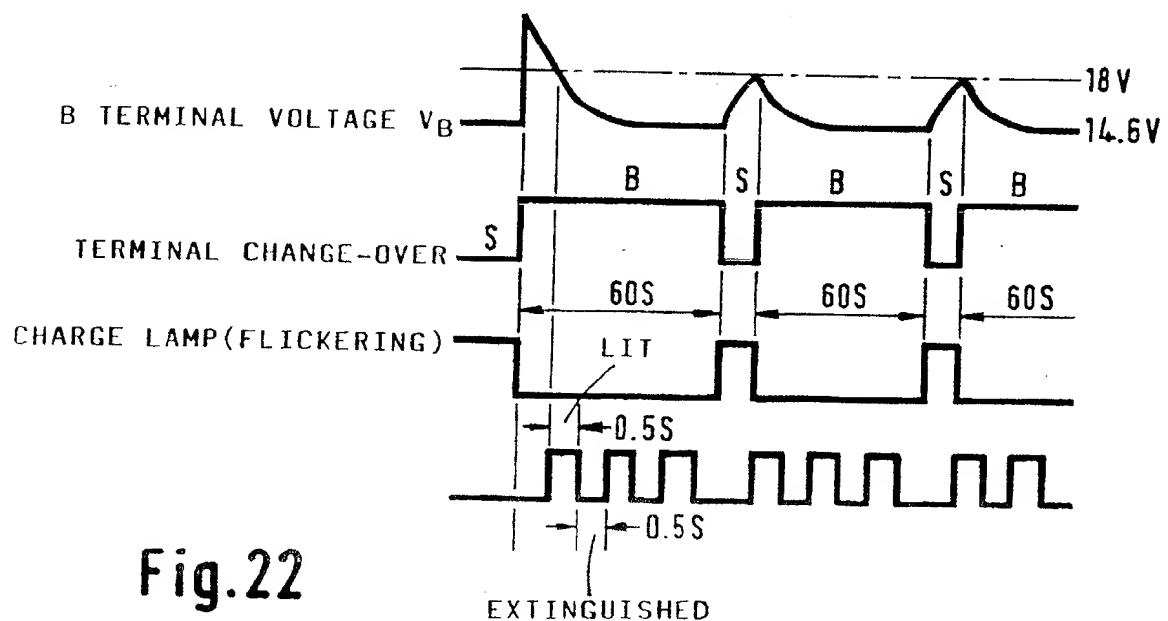 18V
B TERMINAL VOLTAGE VB
14.6V
B S B S B
S
TERMINAL CHANGE-OVER
60S 60S 60S
CHARGE LAMP(FLICKERING)
LIT
0.5S
0.5S
Fig.22
EXTINGUISHED